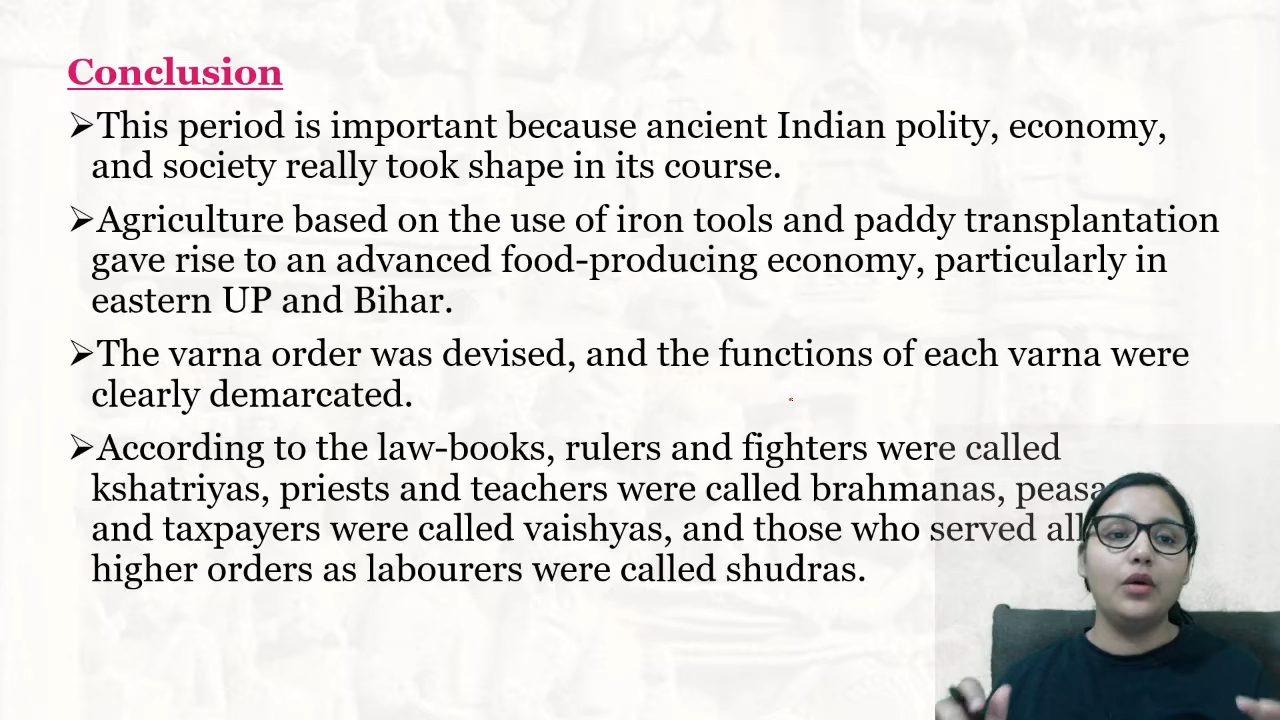 Conclusion
➢This period is important because ancient Indian polity, economy,
and society really took shape in its course.
➢Agriculture based on the use of iron tools and paddy transplantation
gave rise to an advanced food-producing economy, particularly in
eastern UP and Bihar.
➢The varna order was devised, and the functions of each varna were
clearly demarcated.
➢According to the law-books, rulers and fighters were called
kshatriyas, priests and teachers were called brahmanas,
and taxpayers were called vaishyas, and those who served all
higher orders as labourers were called shudras.